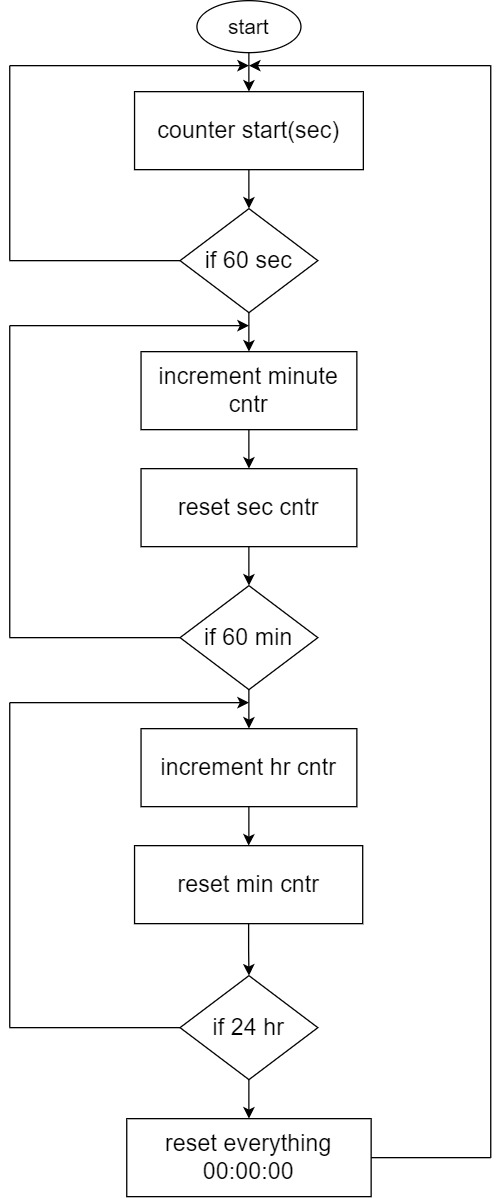 start
counter start(sec)
if 60 sec
increment minute
cntr
reset sec cntr
if 60 min
increment hr cntr
reset min cntr
if 24 hr
reset everything
00:00:00